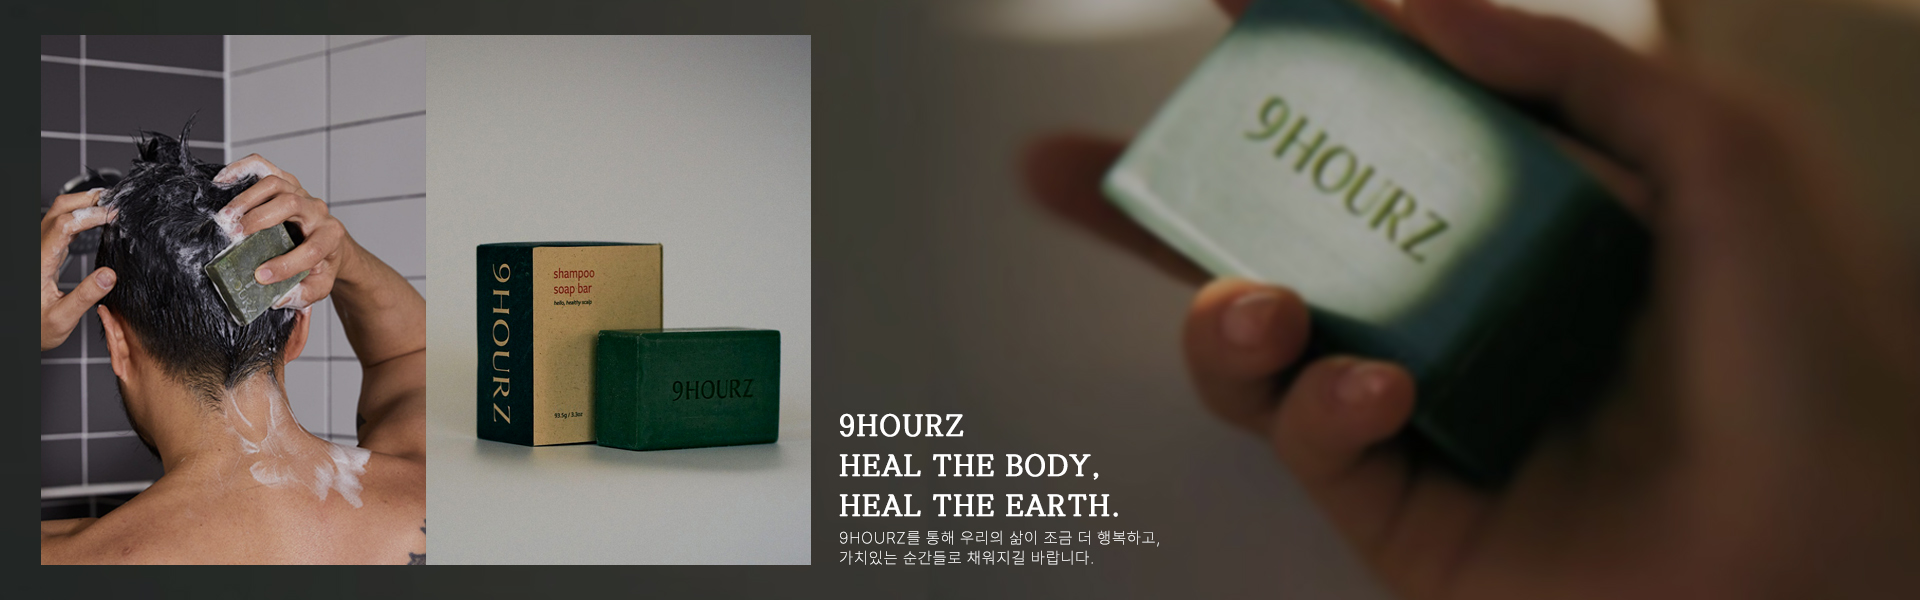 9HOURZ
shampoo
soap bar
hello, healthy scalp
9HOURZ
9HOURZ
9HOURZ
HEAL THE BODY,
HEAL THE EARTH.
9HOURZ를 통해 우리의 삶이 조금 더 행복하고,
가치있는 순간들로 채워지길 바랍니다.